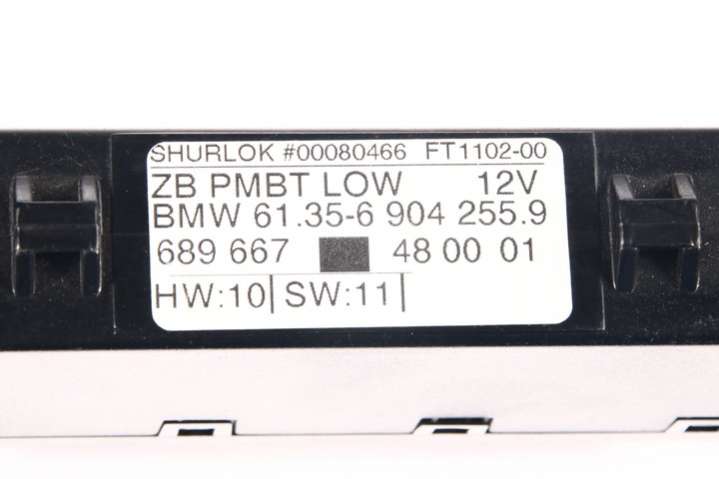 SHURLOK #00080466 FT1102-00
ZB PMBT LOW 12V
BMW 61.35-6 904 255.9
689 667 48 00 01
HW:10 SW:11